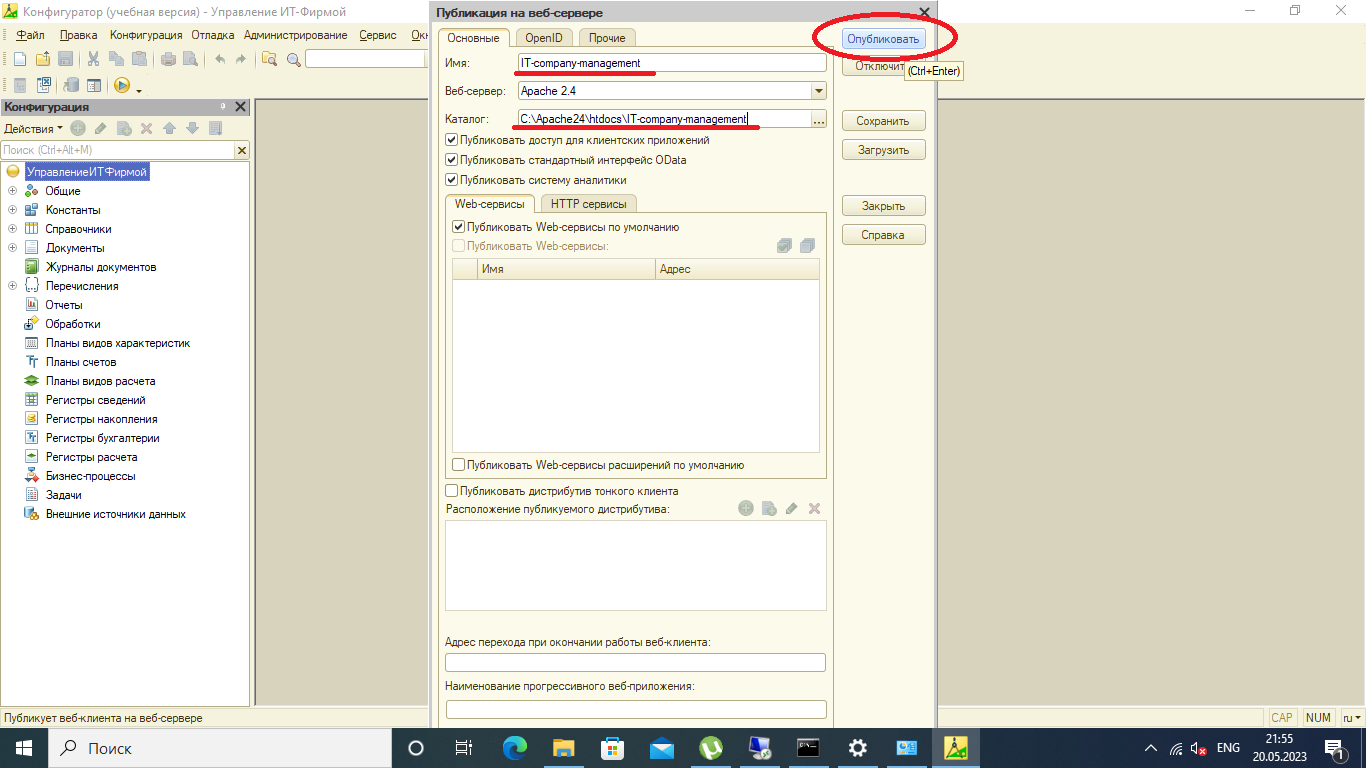 Конфигуратор (учебная версия) - Управление ИТ-Фирмой
Файл Правка Конфигурация Отладка Администрирование Сервис Ок
Конфигурация
Действия
Поиск (Ctrl+Alt+M)
УправлениеИТФирмой
Общие
Константы
Справочники
Документы
Журналы документов
Перечисления
Отчеты
Обработки
Планы видов характеристик
Планы счетов
Планы видов расчета
Регистры сведений
Регистры накопления
Регистры бухгалтерии
Регистры расчета
Бизнес-процессы
Задачи
Внешние источники данных
Публикация на веб-сервере
Основные OpenID Прочие
Имя: IT-company-management
Веб-сервер: Apache 2.4
Каталог: C:\Apache24\htdocs\IT-company-management ...
Публиковать доступ для клиентских приложений
Публиковать стандартный интерфейс OData
Публиковать систему аналитики
Web-сервисы HTTP сервисы
Публиковать Web-сервисы по умолчанию
Публиковать Web-сервисы:
Имя Адрес
Публиковать Web-сервисы расширений по умолчанию
Публиковать дистрибутив тонкого клиента
Расположение публикуемого дистрибутива:
Адрес перехода при окончании работы веб-клиента:
Наименование прогрессивного веб-приложения:
Опубликовать
Отключит
(Ctrl+Enter)
Сохранить
Загрузить
Закрыть
Справка
Публикует веб-клиента на веб-сервере
CAP NUM ru
Поиск
ENG
21:55
20.05.2023
1